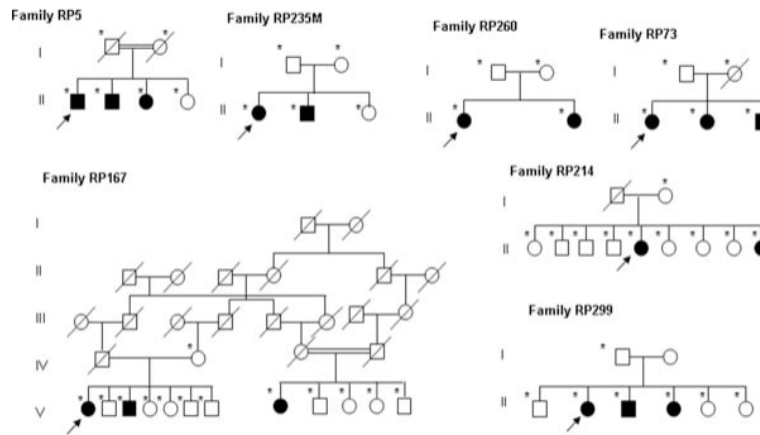 Family RP5
I
II
Family RP235M
I
II
Family RP260
I
II
Family RP73
I
II
Family RP167
I
II
III
IV
V
Family RP214
I
II
Family RP299
I
II